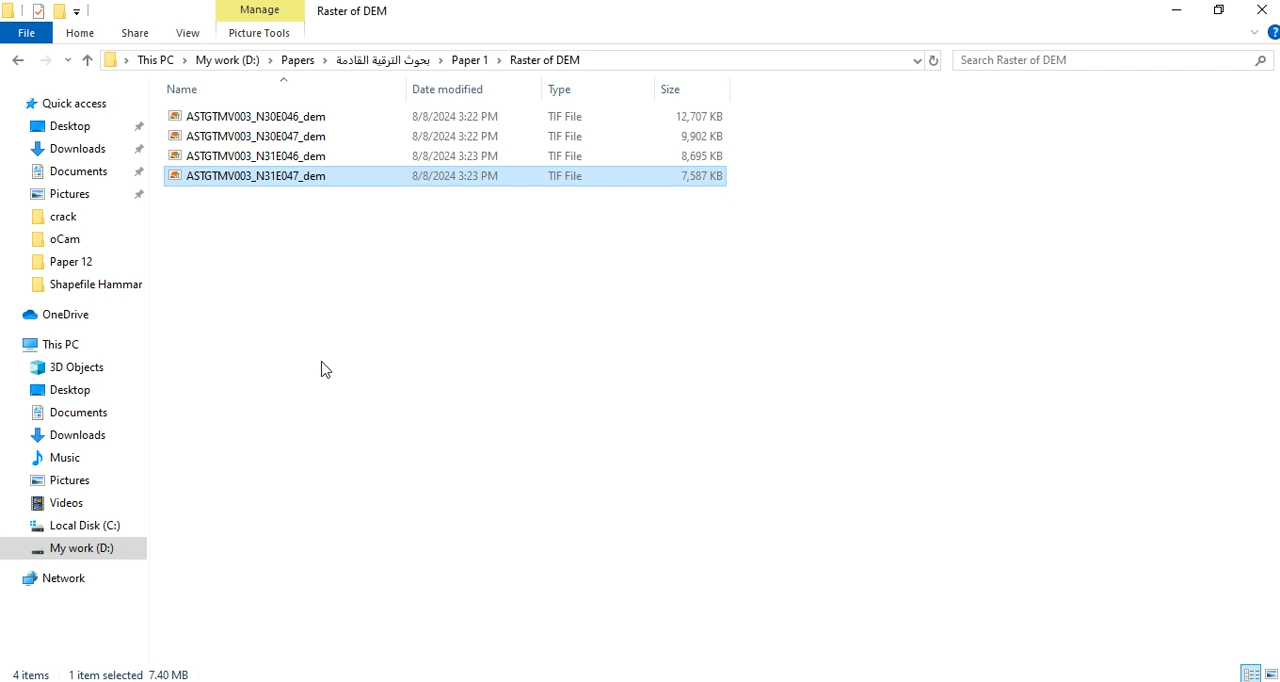 Manage
Raster of DEM
File
Home
Share
View
Picture Tools
This PC › My work (D:) › Papers › بحوث الترقية القادمة › Paper 1 › Raster of DEM
Search Raster of DEM
Name
Date modified
Type
Size
ASTGTMV003_N30E046_dem 8/8/2024 3:22 PM TIF File 12,707 KB
ASTGTMV003_N30E047_dem 8/8/2024 3:22 PM TIF File 9,902 KB
ASTGTMV003_N31E046_dem 8/8/2024 3:23 PM TIF File 8,695 KB
ASTGTMV003_N31E047_dem 8/8/2024 3:23 PM TIF File 7,587 KB
Quick access
Desktop
Downloads
Documents
Pictures
crack
oCam
Paper 12
Shapefile Hammar
OneDrive
This PC
3D Objects
Desktop
Documents
Downloads
Music
Pictures
Videos
Local Disk (C:)
My work (D:)
Network
4 items
1 item selected 7.40 MB